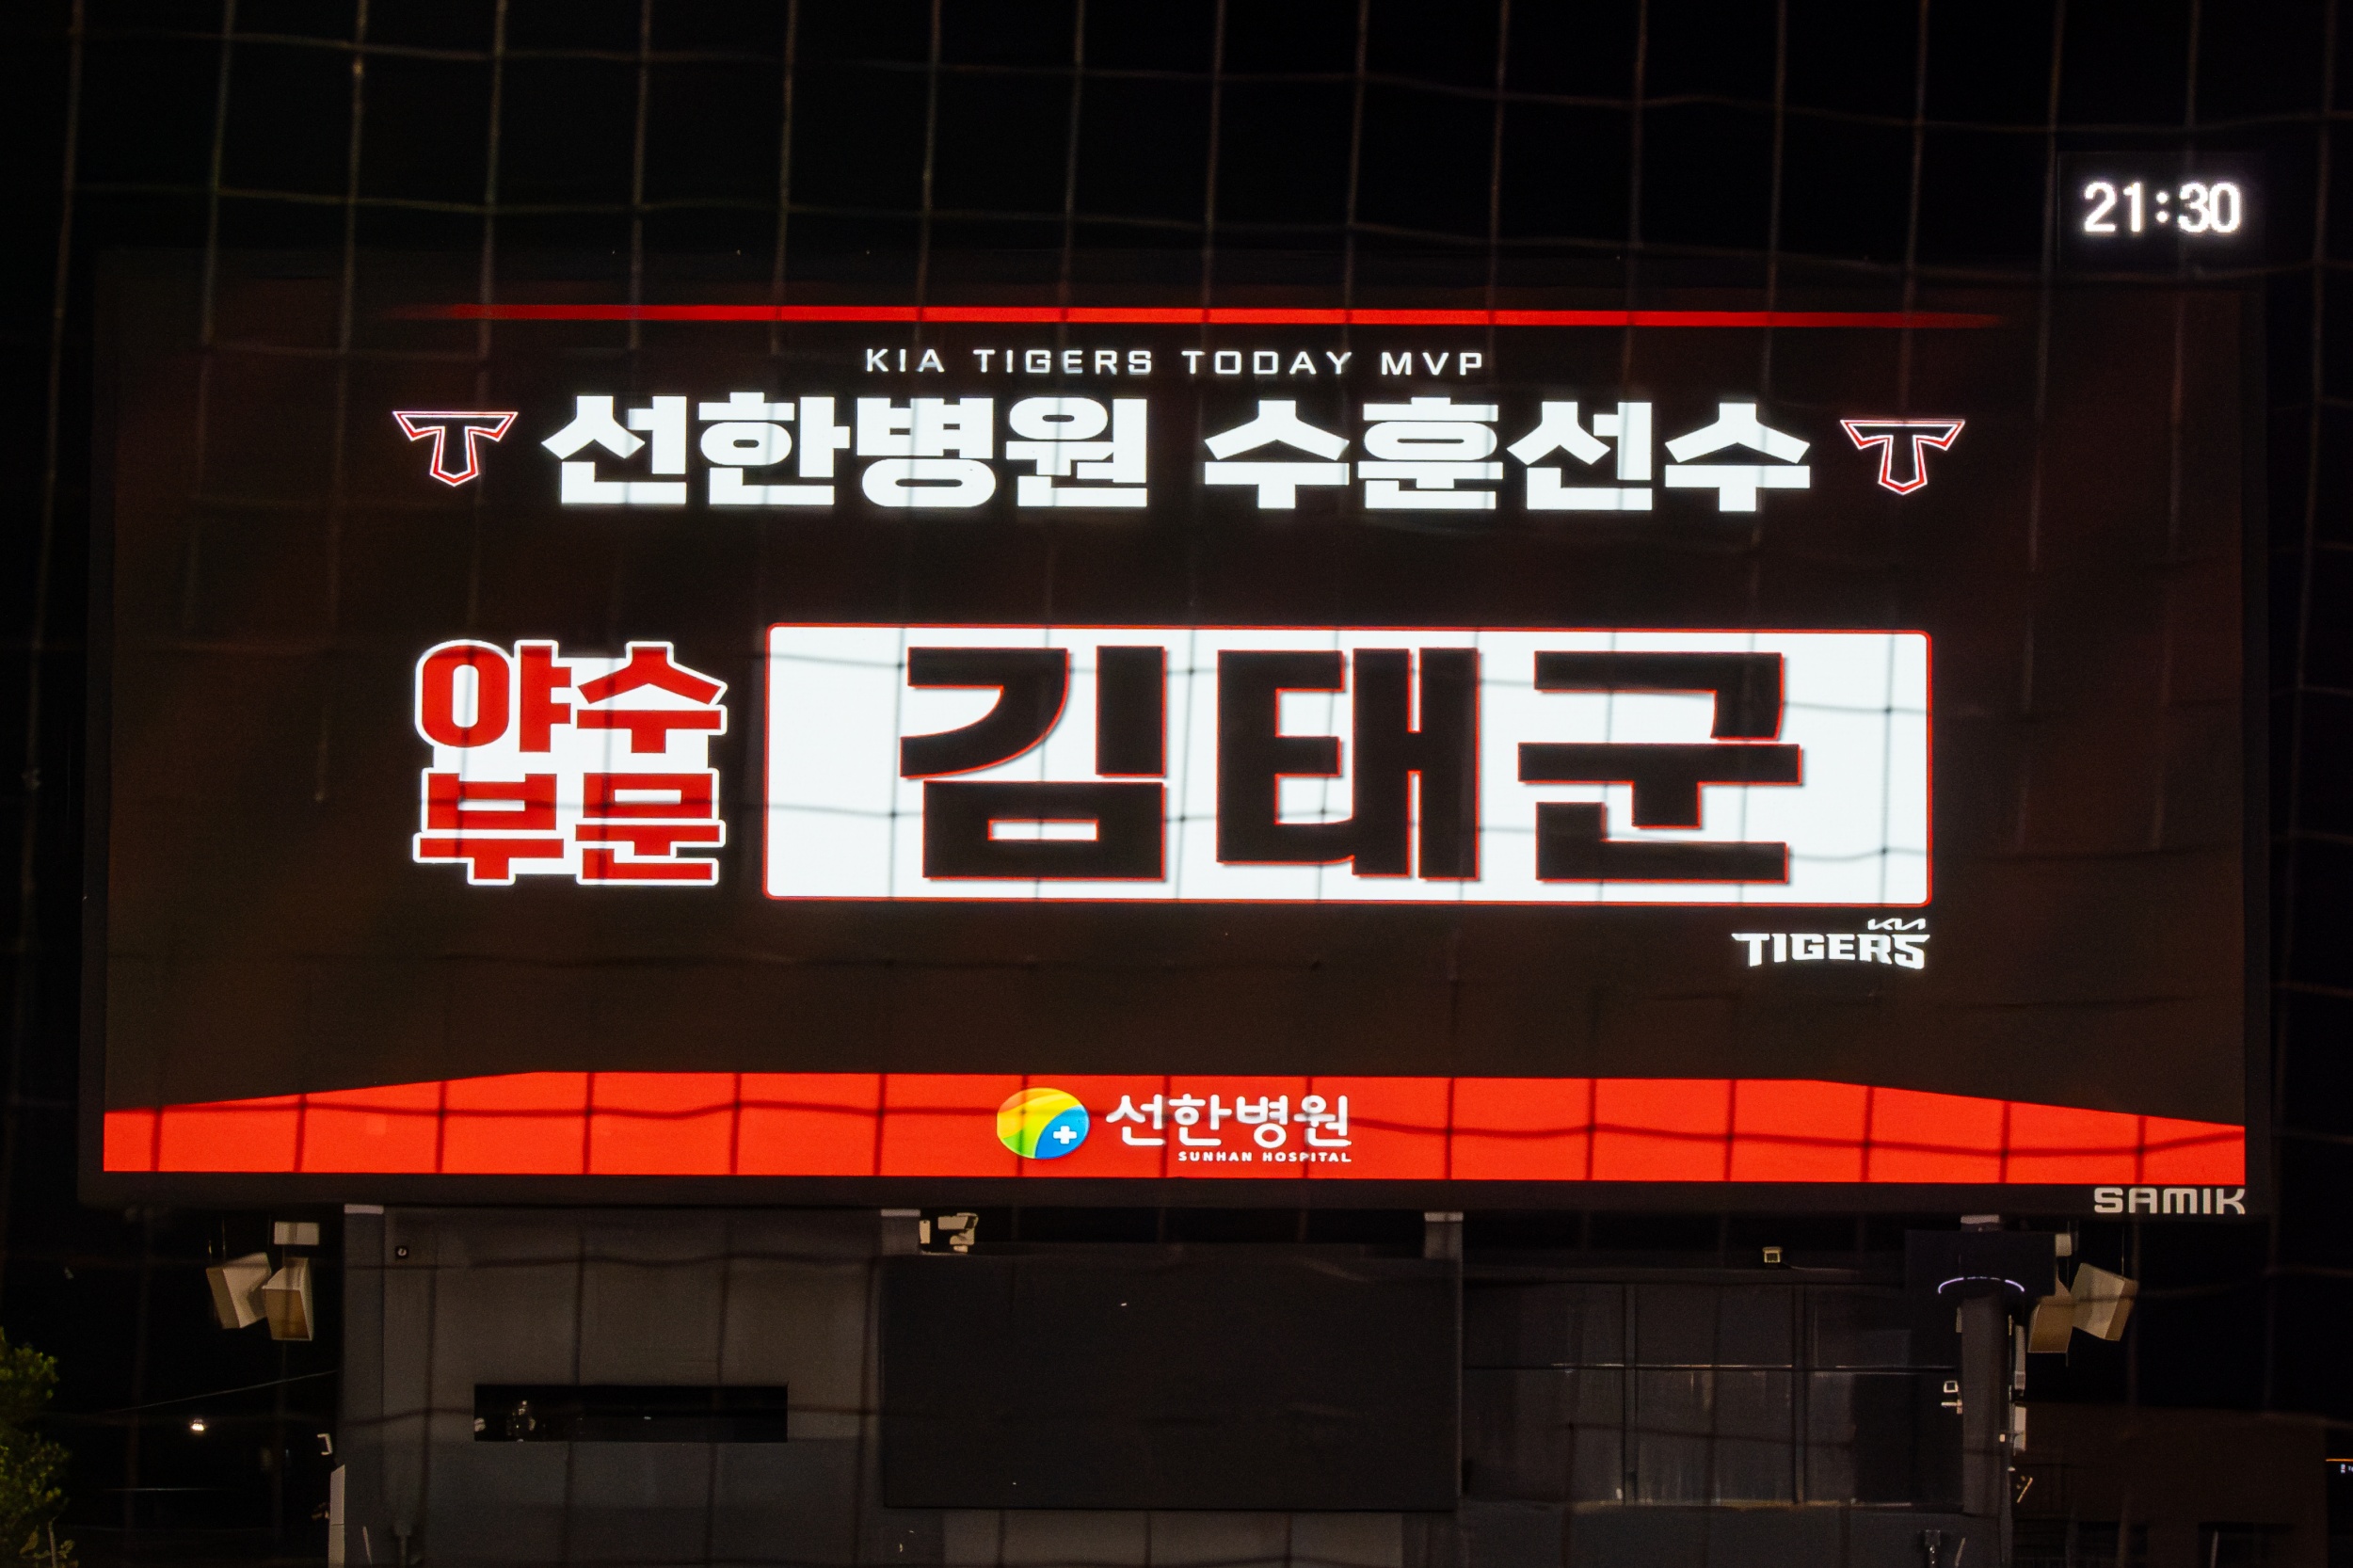 21:30
KIA TIGERS TODAY MVP
선한병원 수훈선수
야수
부문
김태군
KIA
TIGERS
선한병원
SUNHAN HOSPITAL
SAMIK